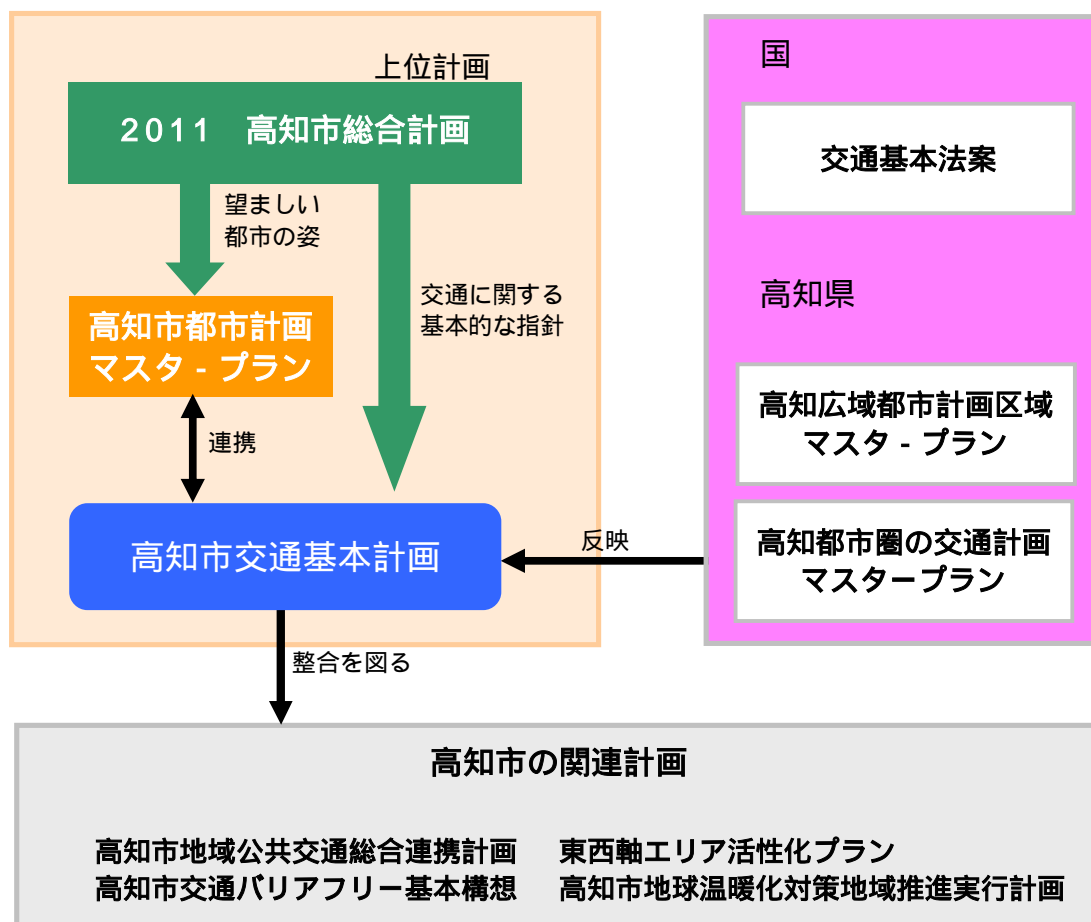 上位計画
２０１１　高知市総合計画
望ましい
都市の姿
交通に関する
基本的な指針
高知市都市計画
マスタ‐プラン
連携
高知市交通基本計画
整合を図る
反映
国
交通基本法案
高知県
高知広域都市計画区域
マスタ‐プラン
高知都市圏の交通計画
マスタープラン
高知市の関連計画
高知市地域公共交通総合連携計画　東西軸エリア活性化プラン
高知市交通バリアフリー基本構想　高知市地球温暖化対策地域推進実行計画